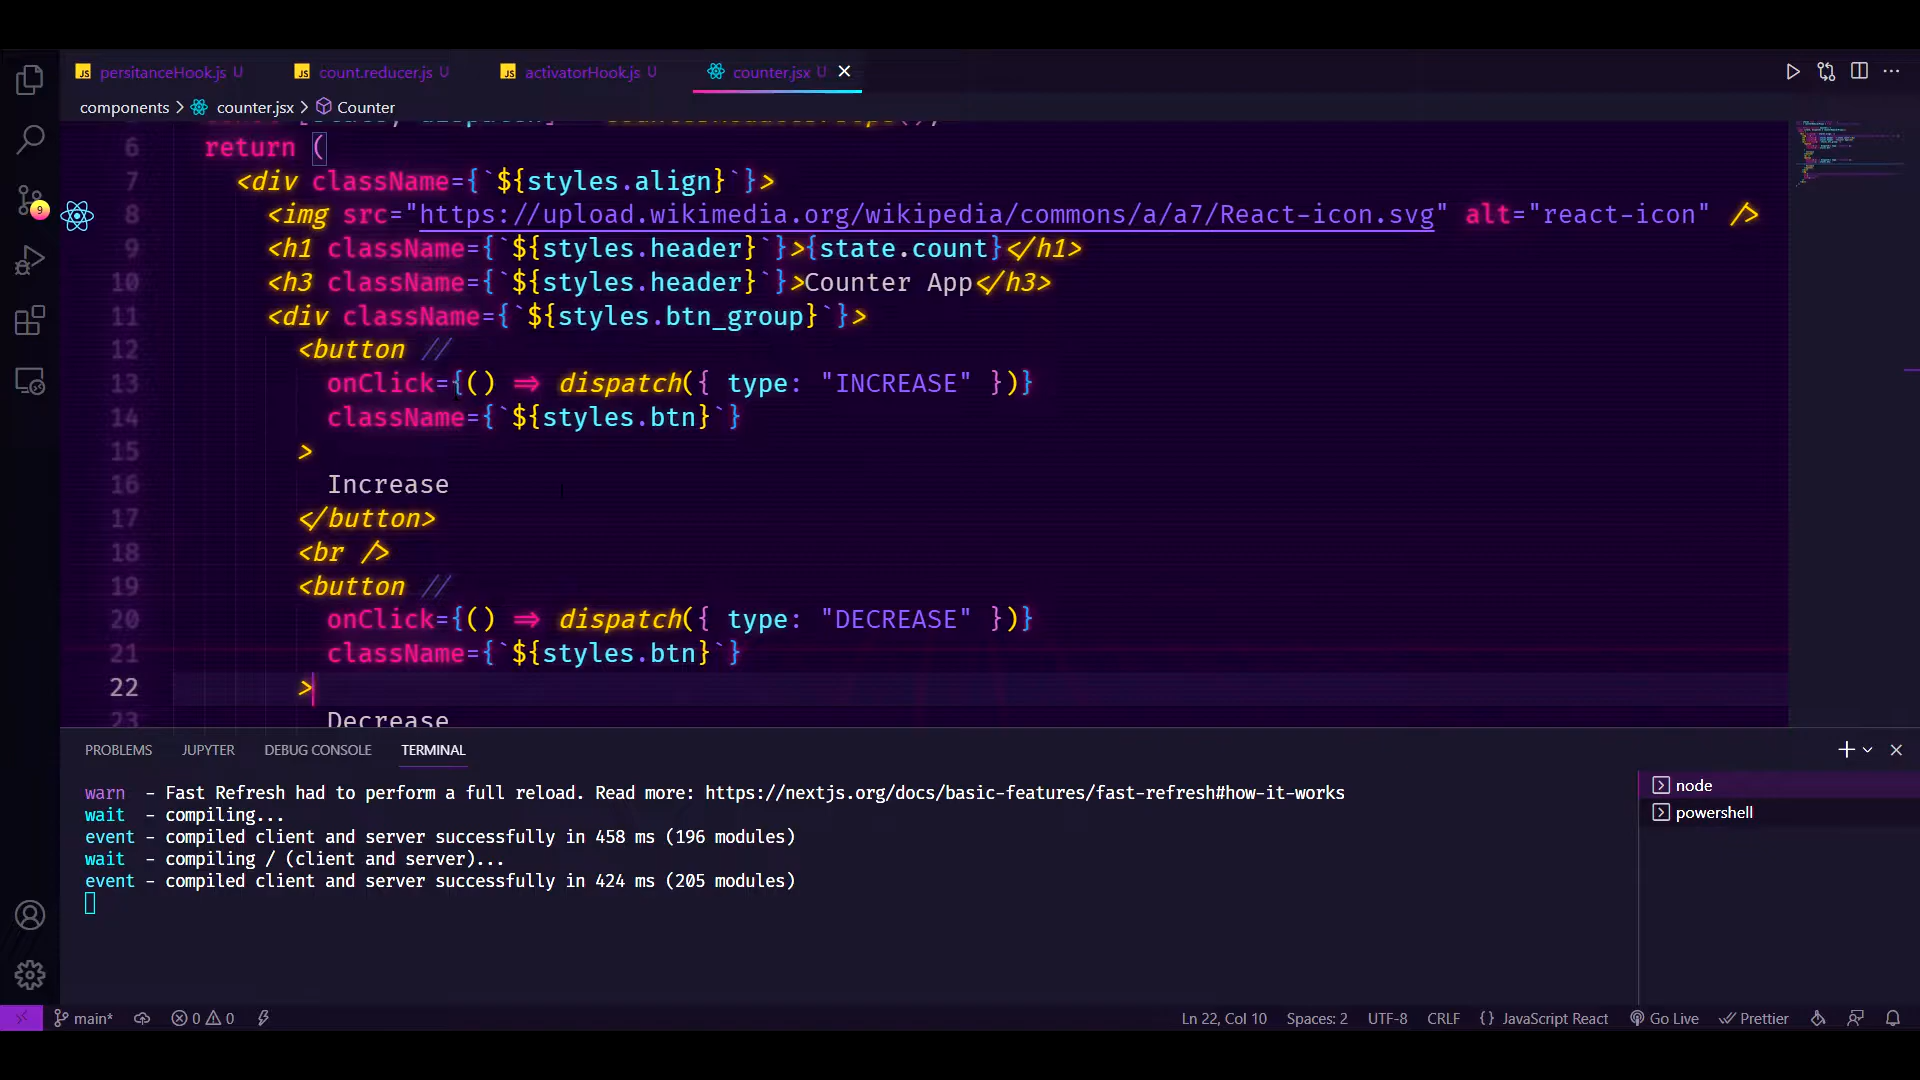 persitanceHook.js U count.reducer.js U activatorHook.js U counter.jsx U
components > counter.jsx > Counter
6 return (
7 <div className={`${styles.align}`}>
8 <img src="https://upload.wikimedia.org/wikipedia/commons/a/a7/React-icon.svg" alt="react-icon" />
9 <h1 className={`${styles.header}`}>{state.count}</h1>
10 <h3 className={`${styles.header}`}>Counter App</h3>
11 <div className={`${styles.btn_group}`}>
12 <button //
13 onClick={() => dispatch({ type: "INCREASE" })}
14 className={`${styles.btn}`}
15 >
16 Increase
17 </button>
18 <br />
19 <button //
20 onClick={() => dispatch({ type: "DECREASE" })}
21 className={`${styles.btn}`}
22 >
23 Decrease
9
PROBLEMS JUPYTER DEBUG CONSOLE TERMINAL
warn - Fast Refresh had to perform a full reload. Read more: https://nextjs.org/docs/basic-features/fast-refresh#how-it-works
wait - compiling...
event - compiled client and server successfully in 458 ms (196 modules)
wait - compiling / (client and server)...
event - compiled client and server successfully in 424 ms (205 modules)
node
powershell
main* 0 0 Ln 22, Col 10 Spaces: 2 UTF-8 CRLF {} JavaScript React Go Live Prettier